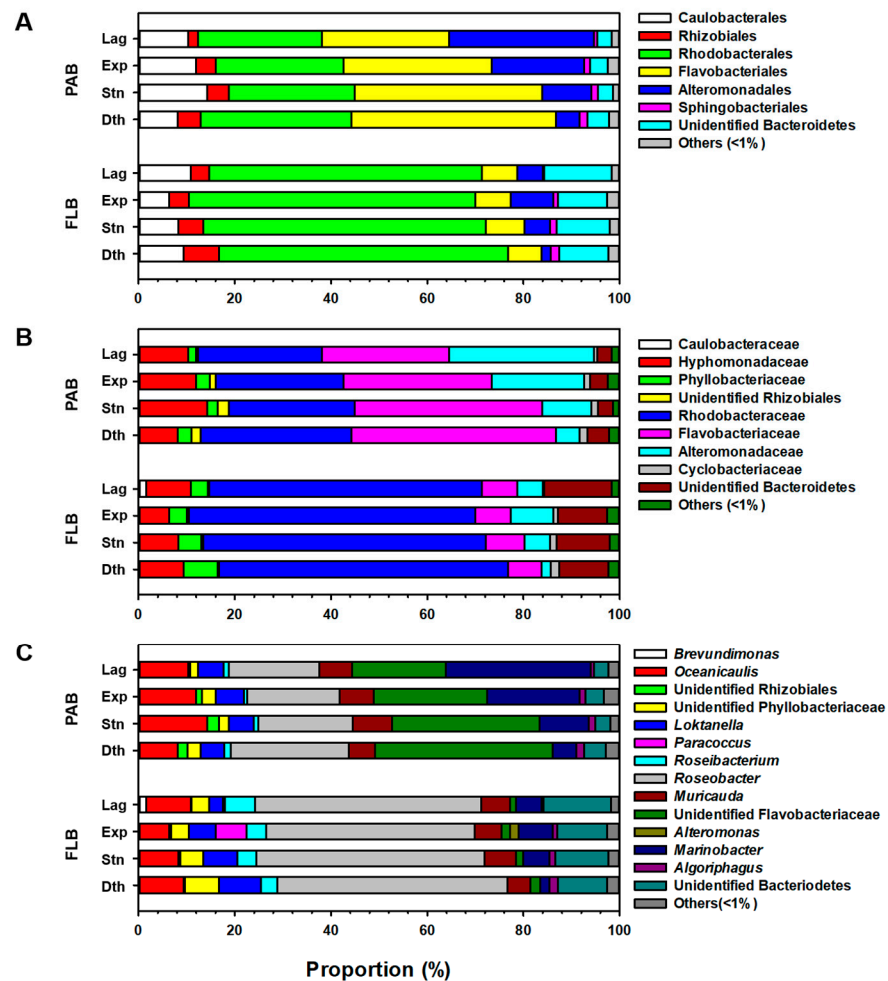 A
PAB
Lag
Exp
Stn
Dth
FLB
Lag
Exp
Stn
Dth
0 20 40 60 80 100
Caulobacterales
Rhizobiales
Rhodobacterales
Flavobacteriales
Alteromonadales
Sphingobacteriales
Unidentified Bacteroidetes
Others (<1%)
B
PAB
Lag
Exp
Stn
Dth
FLB
Lag
Exp
Stn
Dth
0 20 40 60 80 100
Caulobacteraceae
Hyphomonadaceae
Phyllobacteriaceae
Unidentified Rhizobiales
Rhodobacteraceae
Flavobacteriaceae
Alteromonadaceae
Cyclobacteriaceae
Unidentified Bacteroidetes
Others (<1%)
C
PAB
Lag
Exp
Stn
Dth
FLB
Lag
Exp
Stn
Dth
0 20 40 60 80 100
Proportion (%)
Brevundimonas
Oceanicaulis
Unidentified Rhizobiales
Unidentified Phyllobacteriaceae
Loktanella
Paracoccus
Roseibacterium
Roseobacter
Muricauda
Unidentified Flavobacteriaceae
Alteromonas
Marinobacter
Algoriphagus
Unidentified Bacteriodetes
Others(<1%)